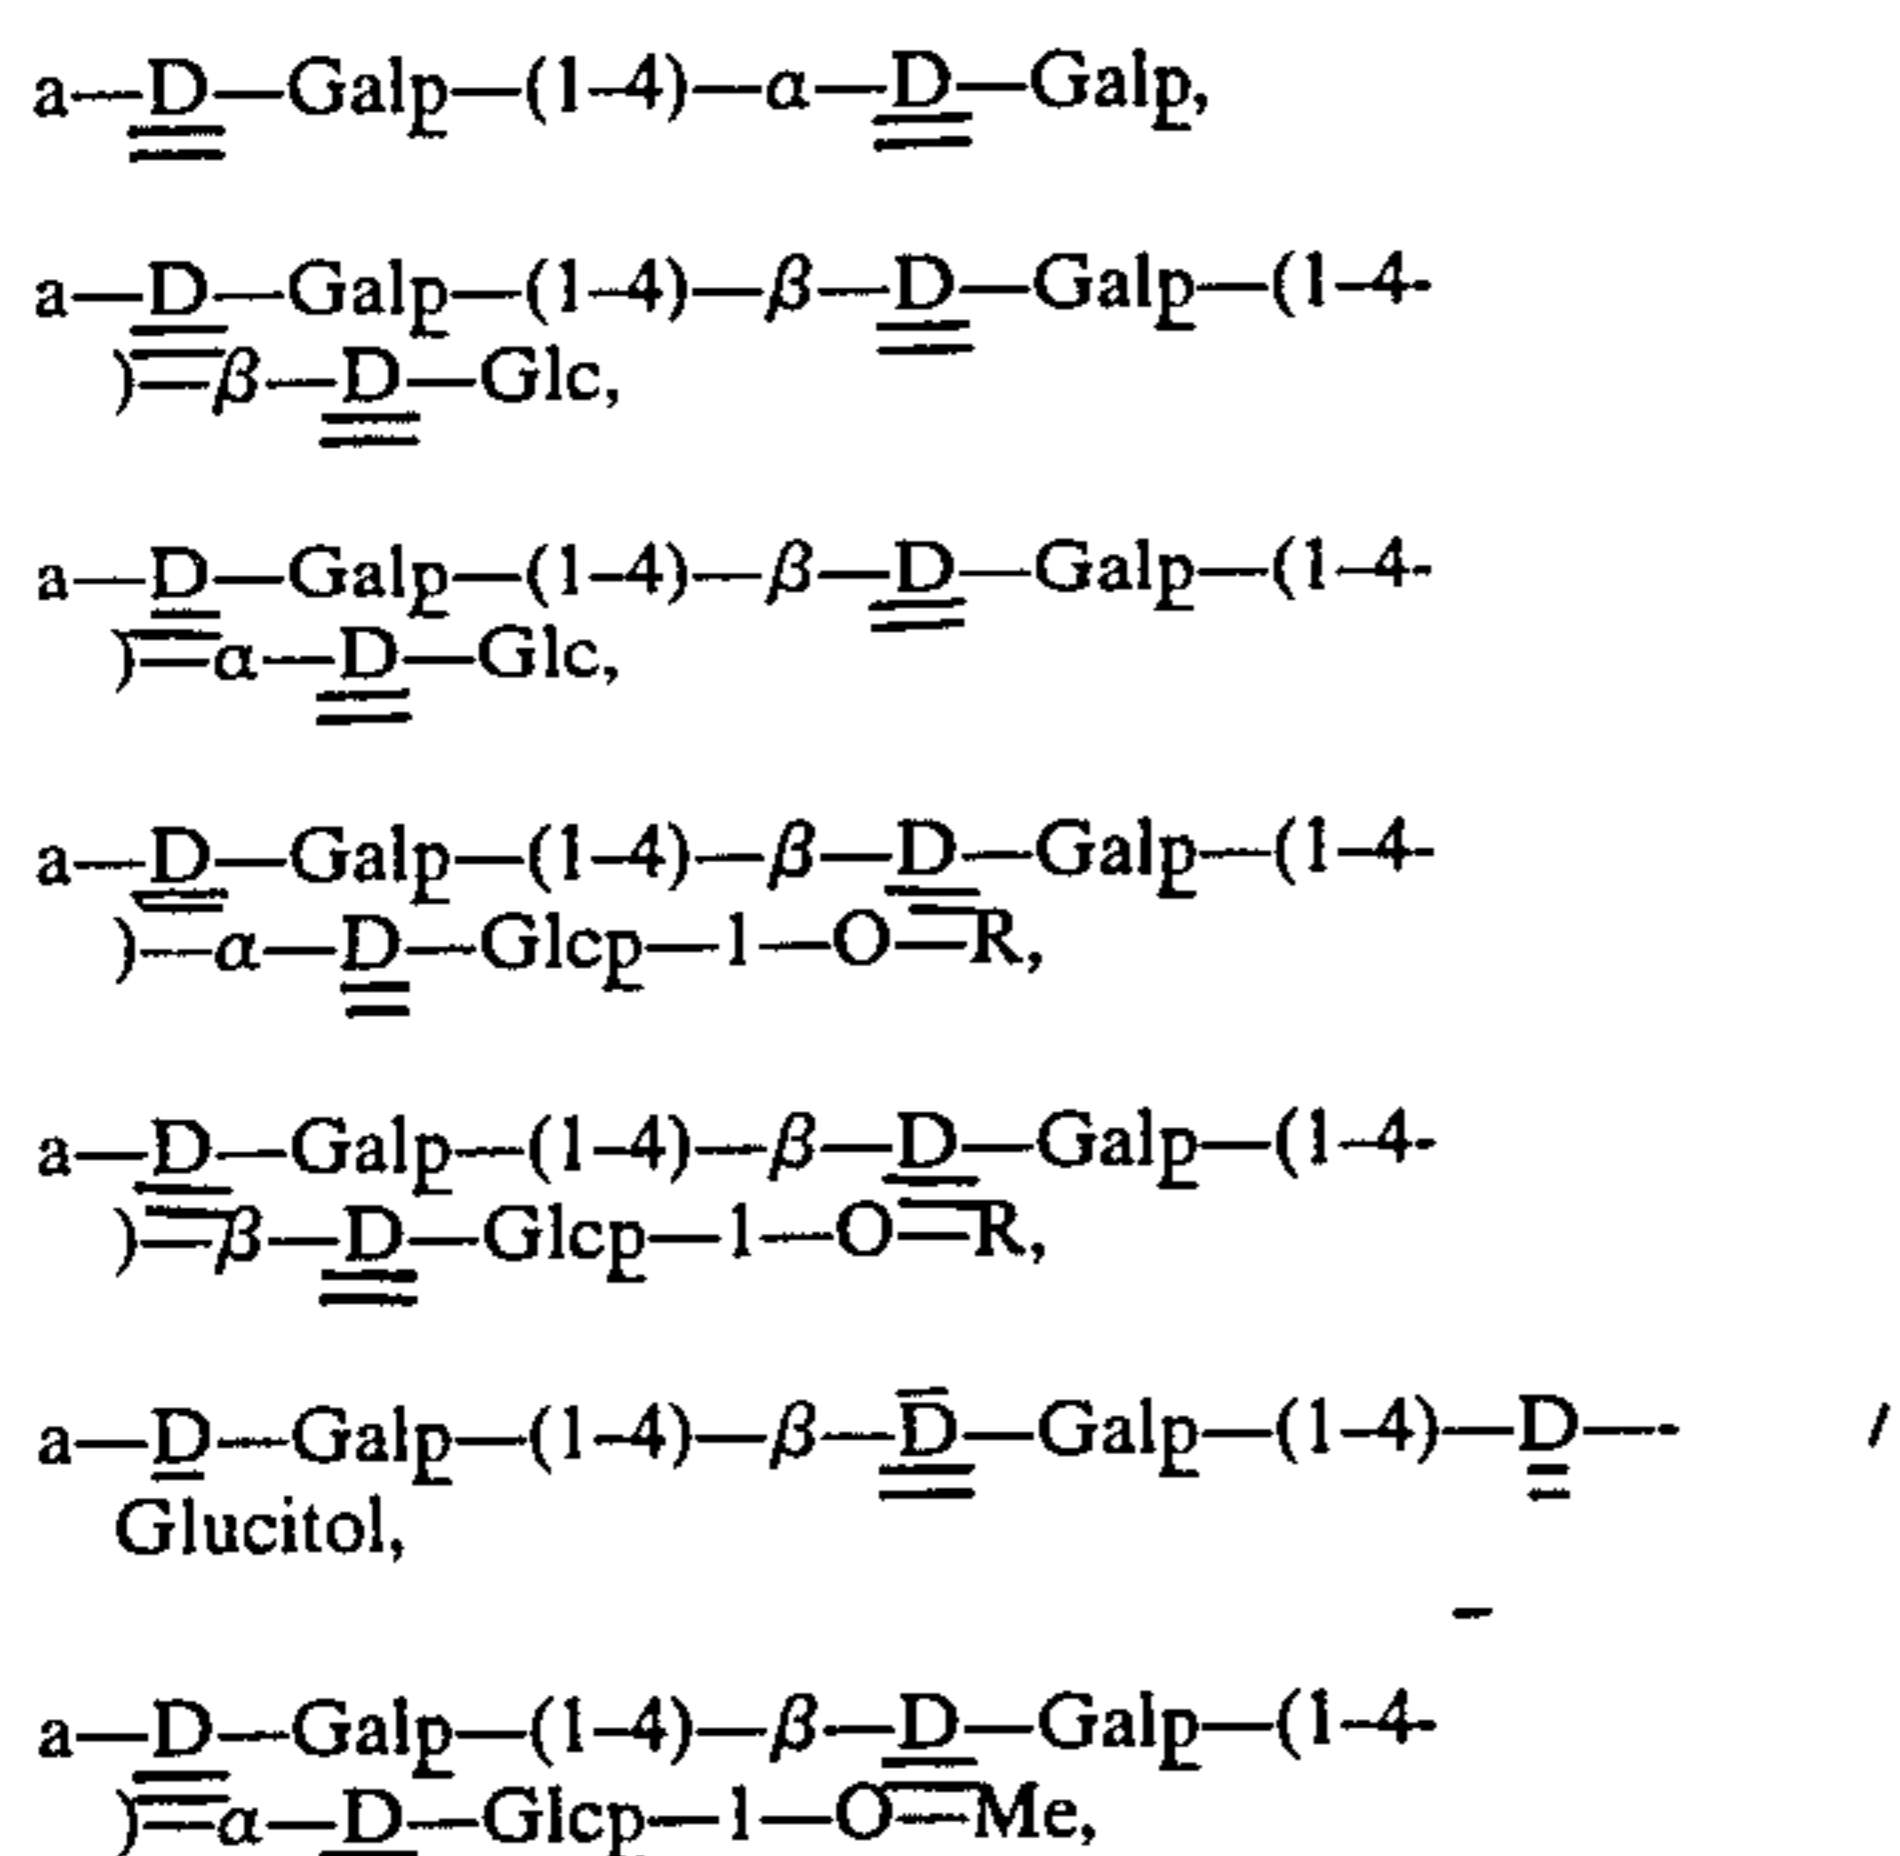 a—D—Galp—(1–4)—α—D—Galp,
a—D—Galp—(1–4)—β—D—Galp—(1–4-
)—β—D—Glc,
a—D—Galp—(1–4)—β—D—Galp—(1–4-
)—α—D—Glc,
a—D—Galp—(1–4)—β—D—Galp—(1–4-
)—α—D—Glcp—1—O—R,
a—D—Galp—(1–4)—β—D—Galp—(1–4-
)—β—D—Glcp—1—O—R,
a—D—Galp—(1–4)—β—D—Galp—(1–4)—D—-
Glucitol,
a—D—Galp—(1–4)—β—D—Galp—(1–4-
)—α—D—Glcp—1—O—Me,